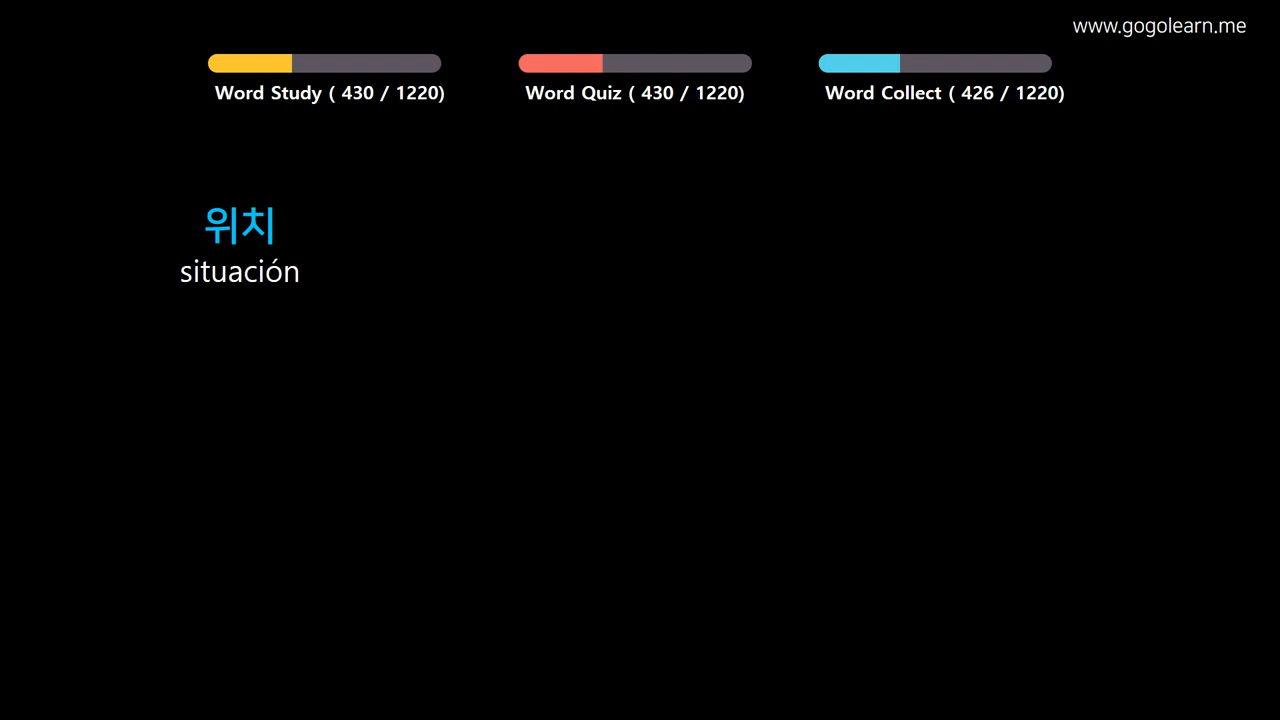 www.gogolearn.me
Word Study ( 430 / 1220)
Word Quiz ( 430 / 1220)
Word Collect ( 426 / 1220)
위치
situación